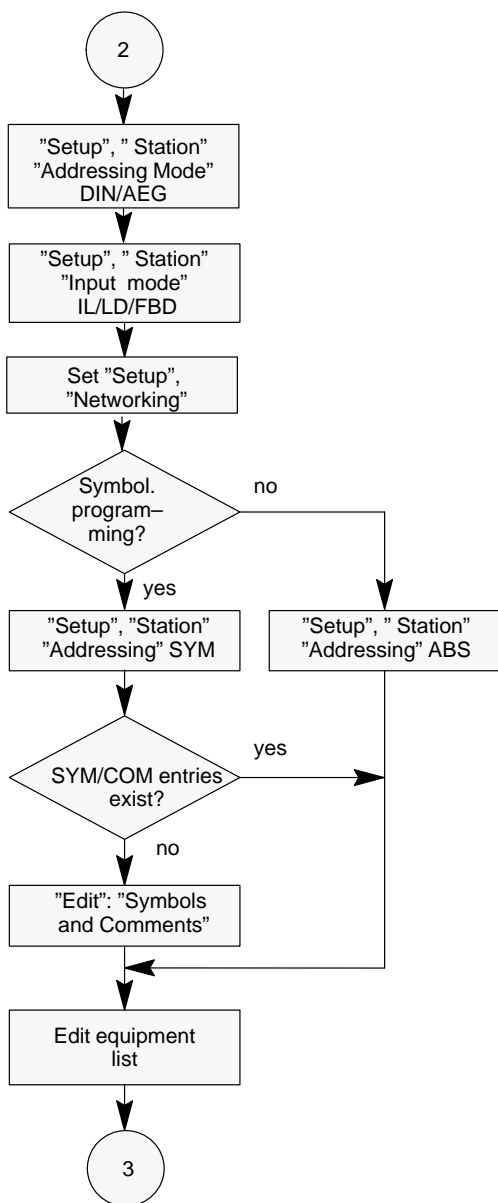 2
”Setup”, ” Station”
”Addressing Mode”
DIN/AEG
”Setup”, ” Station”
”Input  mode”
IL/LD/FBD
Set ”Setup”,
”Networking”
Symbol.
program–
ming?
no
yes
”Setup”, ”Station”
”Addressing” SYM
”Setup”, ” Station”
”Addressing” ABS
SYM/COM entries
exist?
yes
no
”Edit”: ”Symbols
and Comments”
Edit equipment
list
3